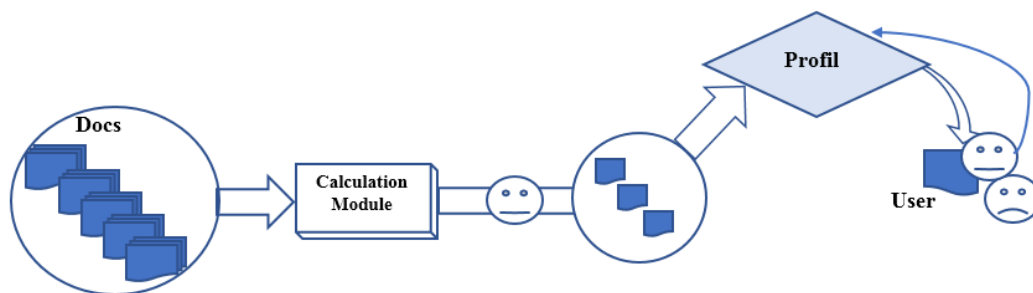 Docs
Calculation
Module
Profil
User